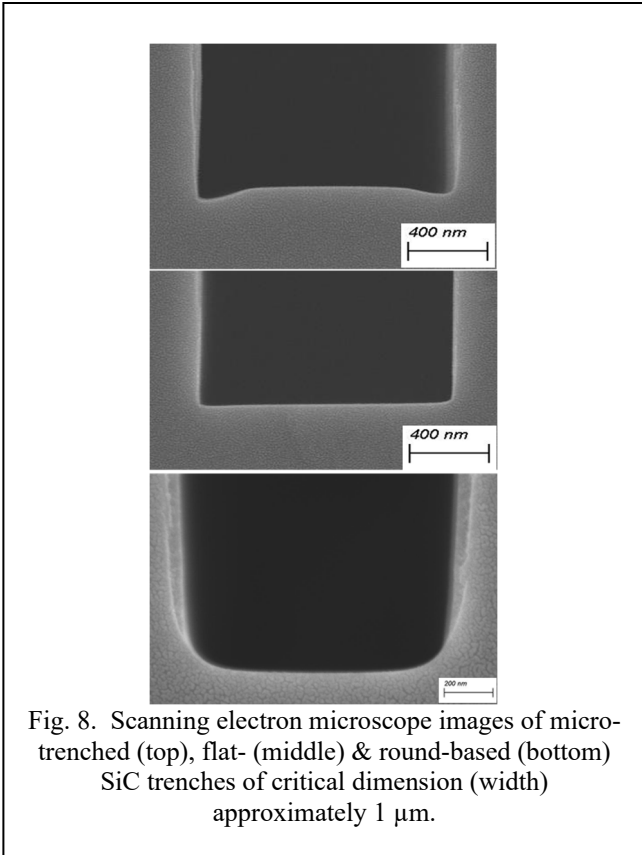 400 nm
400 nm
200 nm
Fig. 8. Scanning electron microscope images of micro-
trenched (top), flat- (middle) & round-based (bottom)
SiC trenches of critical dimension (width)
approximately 1 µm.